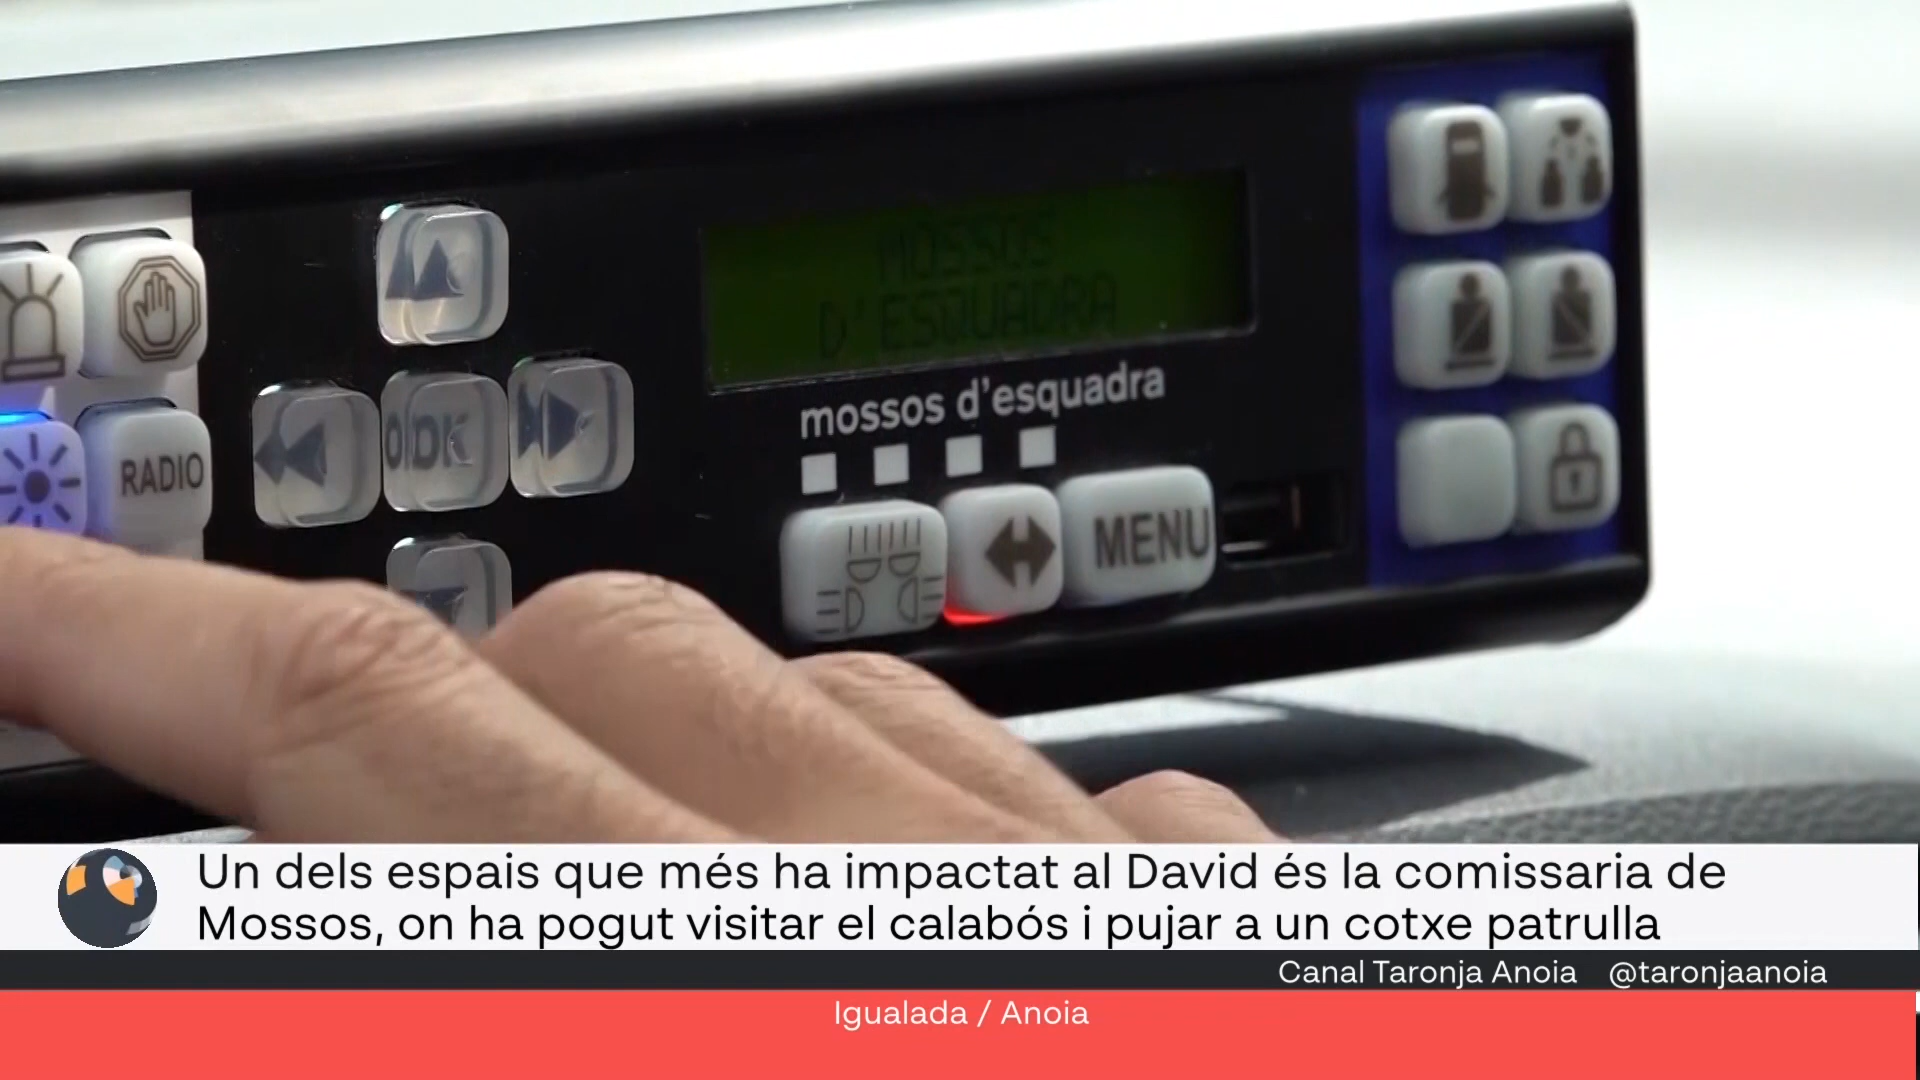 MOSSOS
D'ESQUADRA
mossos d'esquadra
RADIO
OK
MENU
Un dels espais que més ha impactat al David és la comissaria de
Mossos, on ha pogut visitar el calabós i pujar a un cotxe patrulla
Canal Taronja Anoia @taronjaanoia
Igualada / Anoia